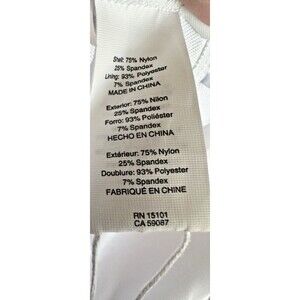 Shell: 75% Nylon
25% Spandex
Lining: 93% Polyester
7% Spandex
MADE IN CHINA
Exterior: 75% Nilon
25% Spandex
Forro: 93% Poliéster
7% Spandex
HECHO EN CHINA
Extérieur: 75% Nylon
25% Spandex
Doublure: 93% Polyester
7% Spandex
FABRIQUÉ EN CHINE
RN 15101
CA 59087